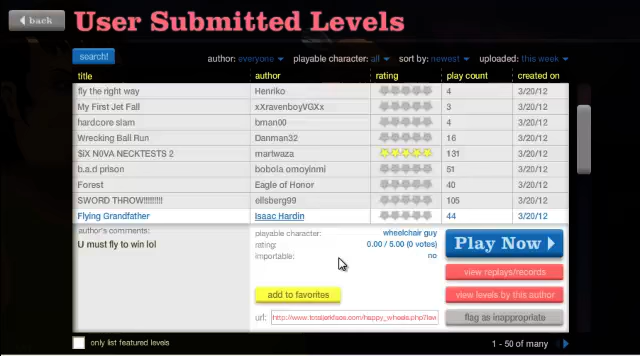 back
User Submitted Levels
search!
author: everyone playable character: all sort by: newest uploaded: this week
title author rating play count created on
fly the right way Henriko 4 3/20/12
My First Jet Fall xXravenboyVGXx 3 3/20/12
hardcore slam bman00 4 3/20/12
Wrecking Ball Run Danman32 16 3/20/12
SiX N0VA NECKTESTS 2 martwaza 131 3/20/12
b.a.d prison bobola omoyinmi 51 3/20/12
Forest Eagle of Honor 40 3/20/12
SWORD THROW!!!!!!!!! ellsberg99 105 3/20/12
Flying Grandfather Isaac Hardin 44 3/20/12
author's comments:
U must fly to win lol
playable character: wheelchair guy
rating: 0.00 / 5.00 (0 votes)
importable: no
add to favorites
url: http://www.totaljerkface.com/happy_wheels.php?lev
Play Now
view replays/records
view levels by this author
flag as inappropriate
only list featured levels
1 - 50 of many